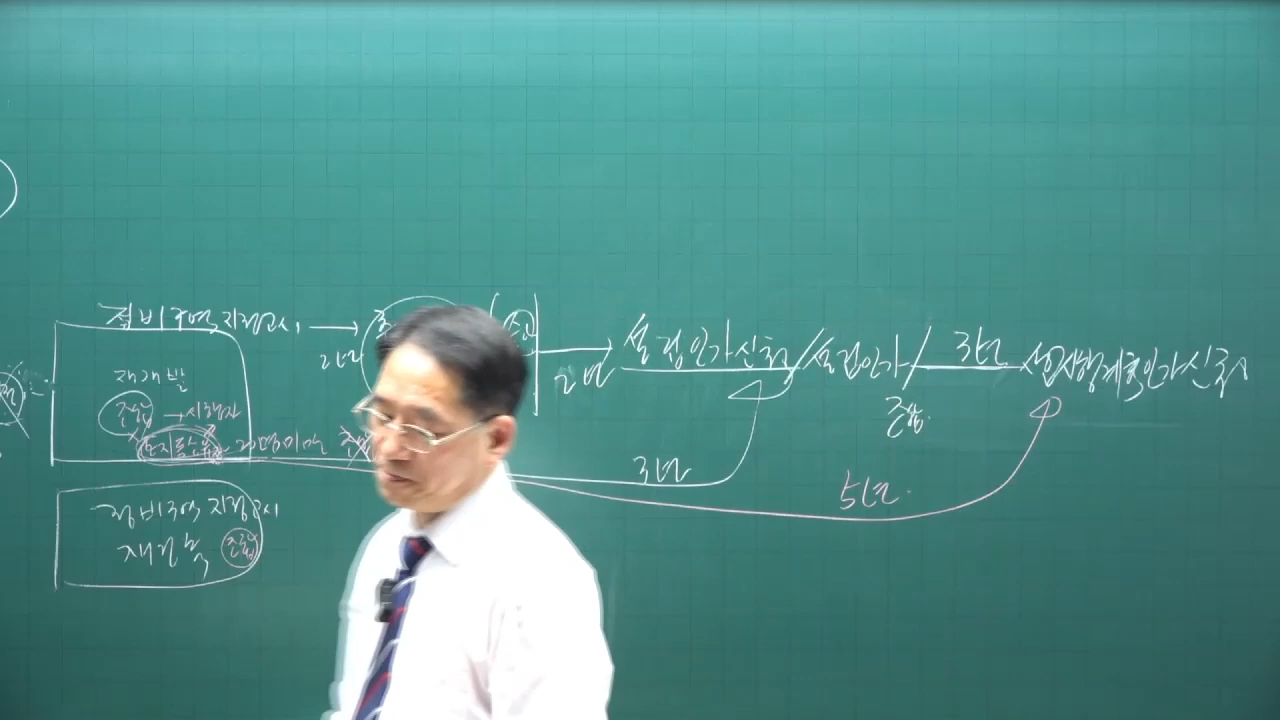 정비구역 지정고시
2년
2년
설립인가신청
설립인가
3년
사업시행계획인가신청
조합
재개발
조합 → 시행자
토지등소유자 20명미만
3년
5년
정비구역 지정고시
재건축 조합